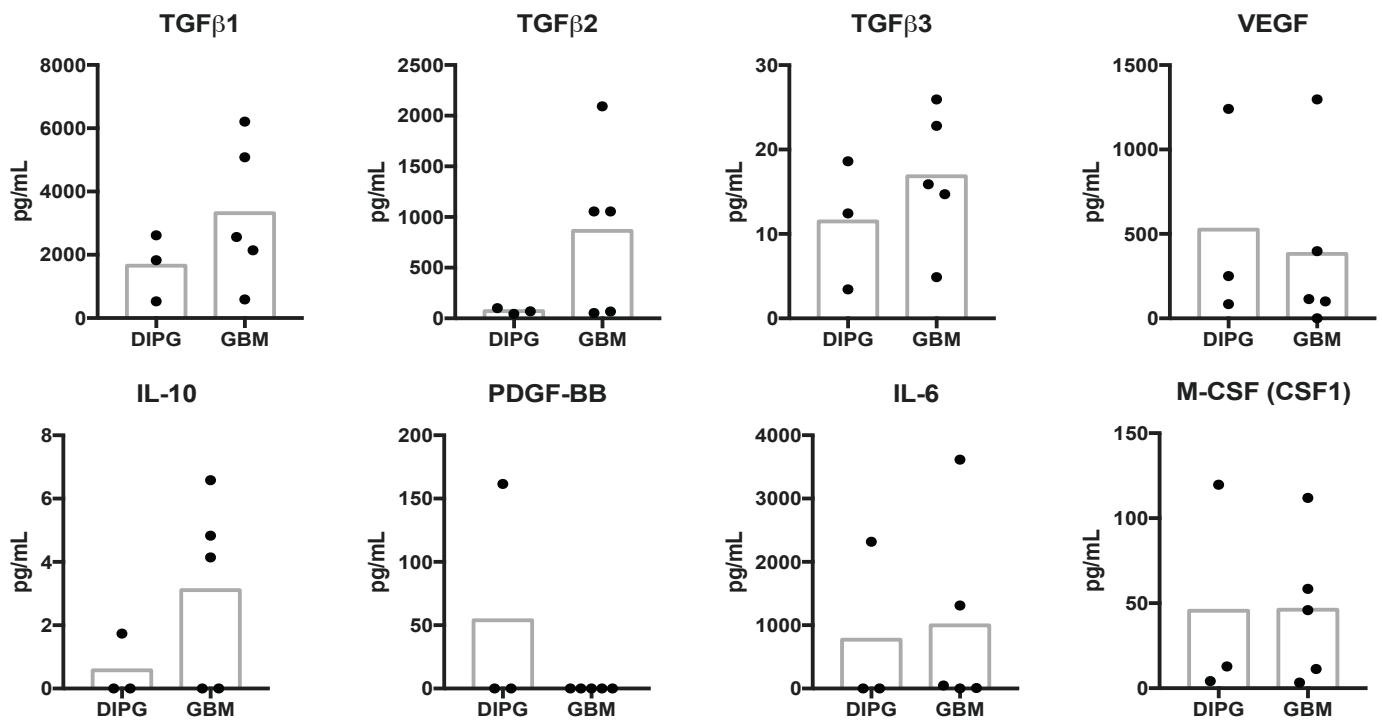 TGFβ1
8000
6000
4000
2000
0
pg/mL
DIPG GBM
TGFβ2
2500
2000
1500
1000
500
0
pg/mL
DIPG GBM
TGFβ3
30
20
10
0
pg/mL
DIPG GBM
VEGF
1500
1000
500
0
pg/mL
DIPG GBM
IL-10
8
6
4
2
0
pg/mL
DIPG GBM
PDGF-BB
200
150
100
50
0
pg/mL
DIPG GBM
IL-6
4000
3000
2000
1000
0
pg/mL
DIPG GBM
M-CSF (CSF1)
150
100
50
0
pg/mL
DIPG GBM